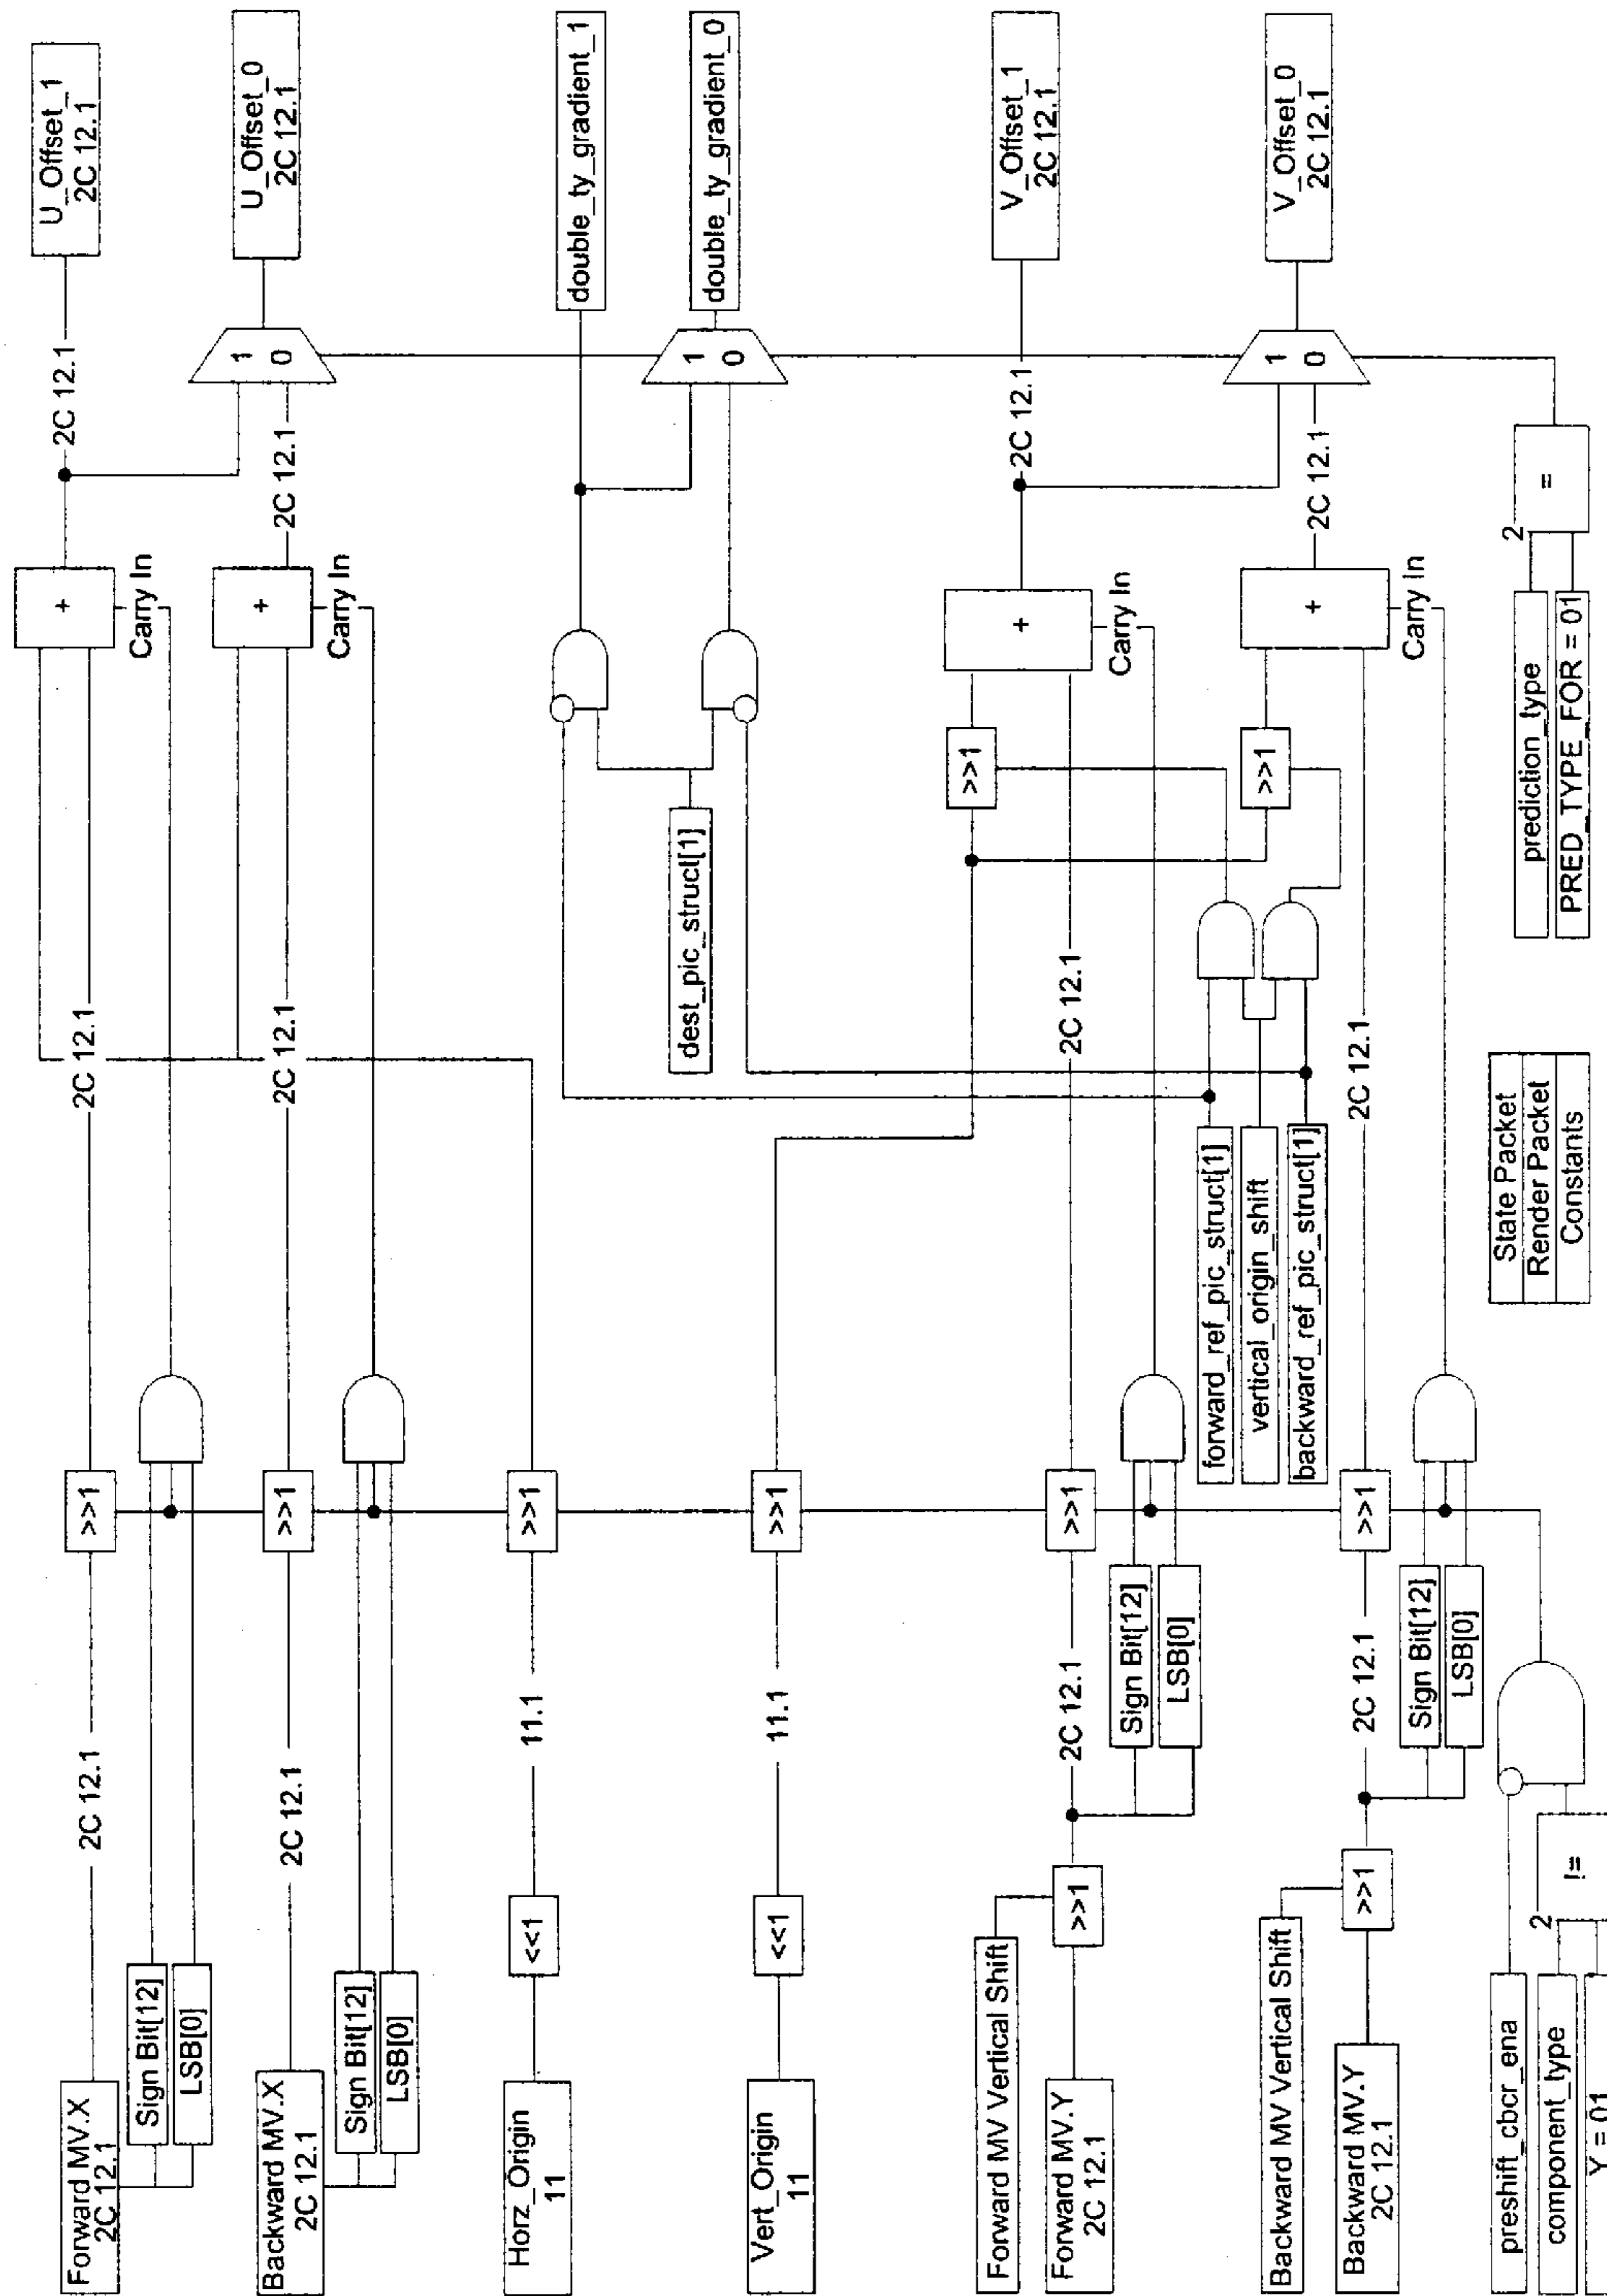 Forward MV.X
2C 12.1
Sign Bit[12]
LSB[0]
2C 12.1
>>1
2C 12.1
+
Carry In
2C 12.1
U_Offset_1
2C 12.1
Backward MV.X
2C 12.1
Sign Bit[12]
LSB[0]
2C 12.1
>>1
2C 12.1
+
Carry In
2C 12.1
1
0
U_Offset_0
2C 12.1
Horz_Origin
11
<<1
11.1
>>1
double_ty_gradient_1
dest_pic_struct[1]
1
0
double_ty_gradient_0
Vert_Origin
11
<<1
11.1
>>1
Forward MV Vertical Shift
Forward MV.Y
2C 12.1
>>1
2C 12.1
Sign Bit[12]
LSB[0]
>>1
2C 12.1
>>1
+
Carry In
2C 12.1
V_Offset_1
2C 12.1
forward_ref_pic_struct[1]
vertical_origin_shift
backward_ref_pic_struct[1]
Backward MV Vertical Shift
Backward MV.Y
2C 12.1
>>1
2C 12.1
Sign Bit[12]
LSB[0]
>>1
2C 12.1
>>1
+
Carry In
2C 12.1
1
0
V_Offset_0
2C 12.1
preshift_cbcr_ena
component_type
Y = 01
2
!=
State Packet
Render Packet
Constants
prediction_type
PRED_TYPE_FOR = 01
2
=